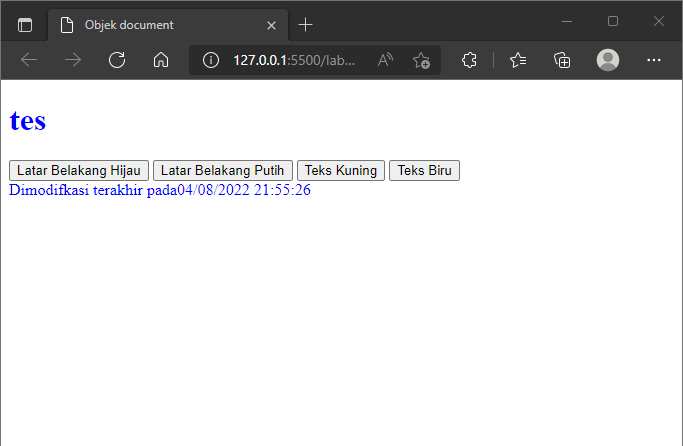 Objek document
127.0.0.1:5500/lab...
tes
Latar Belakang Hijau Latar Belakang Putih Teks Kuning Teks Biru
Dimodifkasi terakhir pada04/08/2022 21:55:26